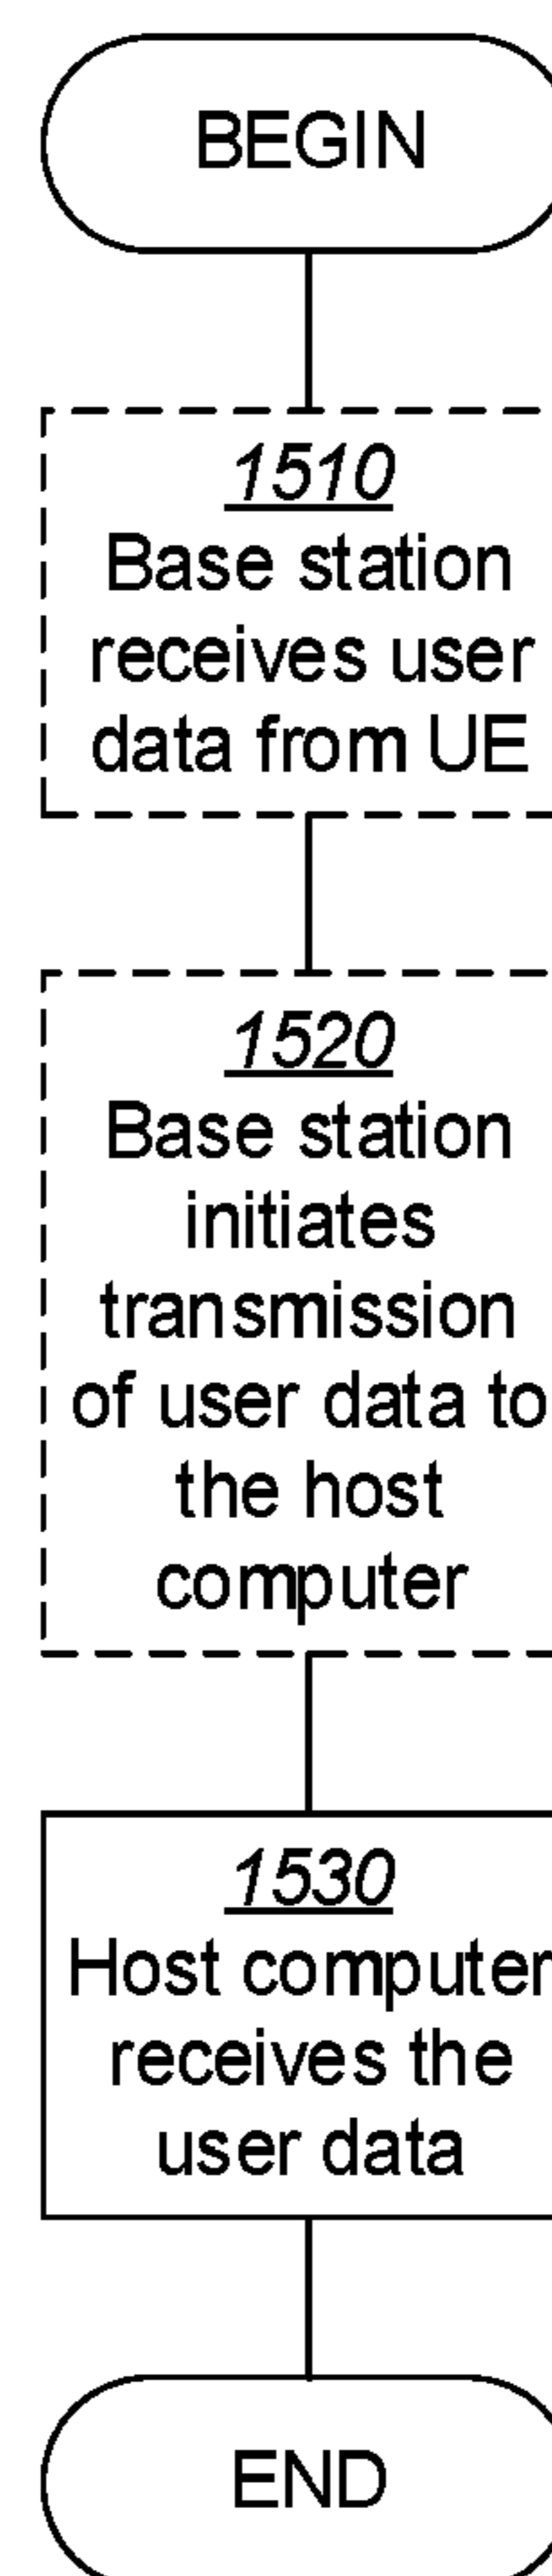 BEGIN
1510
Base station
receives user
data from UE
1520
Base station
initiates
transmission
of user data to
the host
computer
1530
Host computer
receives the
user data
END